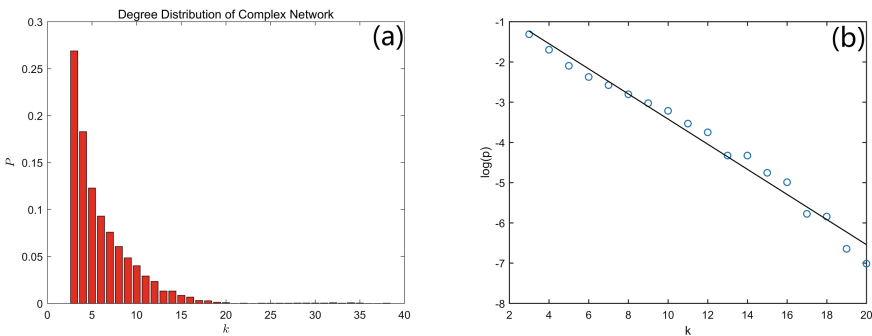 Degree Distribution of Complex Network
(a)
0.3
0.25
0.2
0.15
0.1
0.05
0
P
0 5 10 15 20 25 30 35 40
k
(b)
-1
-2
-3
-4
-5
-6
-7
-8
log(p)
2 4 6 8 10 12 14 16 18 20
k